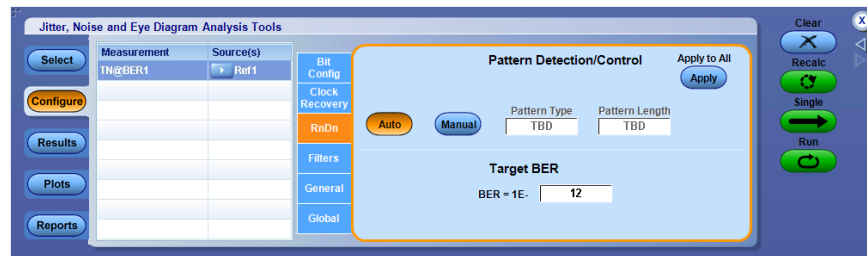 Jitter, Noise and Eye Diagram Analysis Tools
Clear
X
Select
Measurement Source(s)
TN@BER1 Ref1
Bit Config
Pattern Detection/Control
Apply to All
Apply
Recalc
Configure
Clock Recovery
Single
RnDn
Auto
Manual
Pattern Type
TBD
Pattern Length
TBD
Results
Filters
Run
Target BER
Plots
General
BER = 1E- 12
Reports
Global